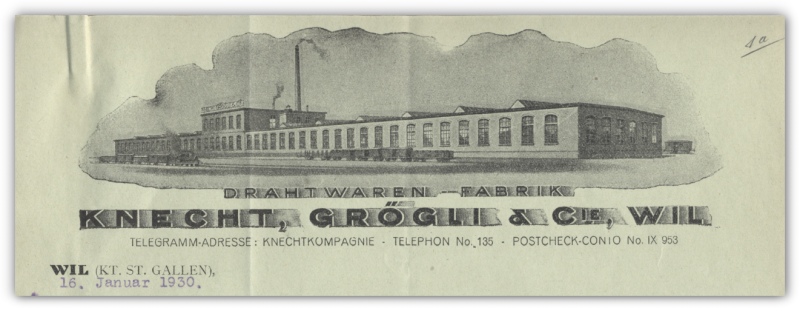 1a
DRAHTWAREN-FABRIK
KNECHT, GRÖGLI & CIE, WIL
TELEGRAMM-ADRESSE: KNECHTKOMPAGNIE · TELEPHON No. 135 · POSTCHECK-CONTO No. IX 953
WIL (KT. ST. GALLEN),
16. Januar 1930.